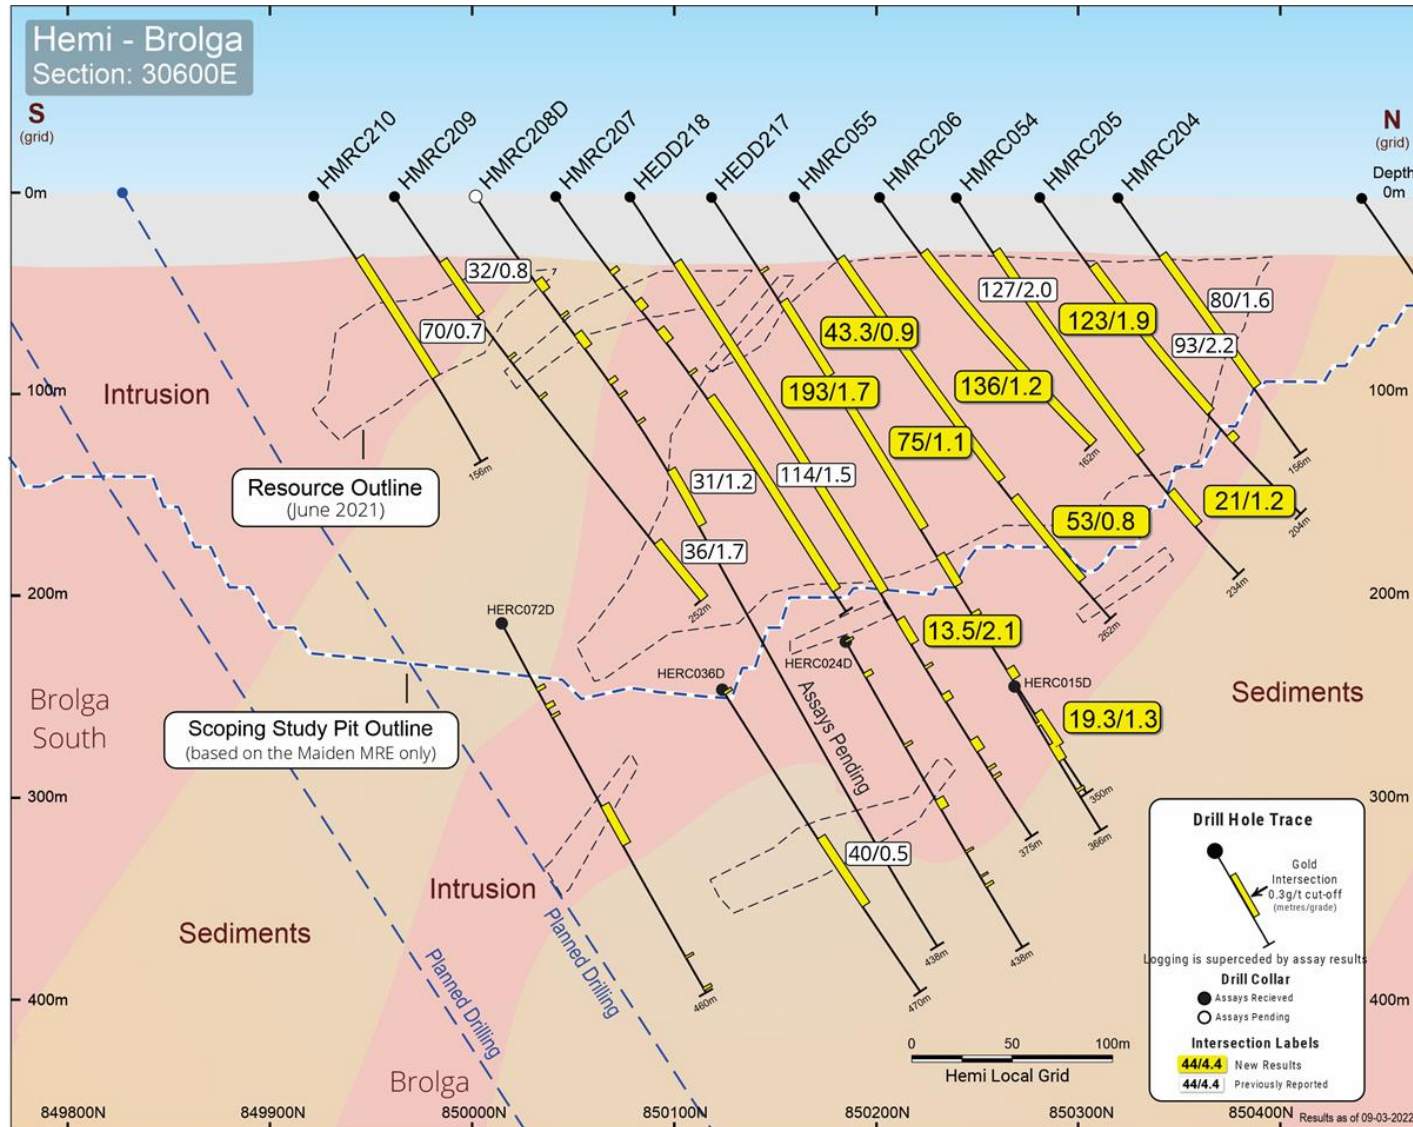 Hemi - Brolga
Section: 30600E
S
(grid)
N
(grid)
HMRC210
HMRC209
HMRC208D
HMRC207
HEDD218
HEDD217
HMRC055
HMRC206
HMRC054
HMRC205
HMRC204
0m
Depth
0m
32/0.8
70/0.7
43.3/0.9
127/2.0
123/1.9
80/1.6
93/2.2
193/1.7
136/1.2
100m
100m
Intrusion
75/1.1
156m
162m
156m
Resource Outline
(June 2021)
31/1.2
114/1.5
53/0.8
21/1.2
204m
36/1.7
234m
200m
200m
252m
262m
HERC072D
13.5/2.1
HERC036D
HERC024D
HERC015D
Brolga
South
Sediments
Assays Pending
Scoping Study Pit Outline
(based on the Maiden MRE only)
19.3/1.3
300m
300m
350m
366m
375m
40/0.5
Intrusion
Sediments
Planned Drilling
Planned Drilling
438m
438m
400m
400m
460m
470m
Drill Hole Trace
Gold
Intersection
0.3g/t cut-off
(metres/grade)
Logging is superceded by assay results
Drill Collar
Assays Recieved
Assays Pending
Intersection Labels
44/4.4 New Results
44/4.4 Previously Reported
0 50 100m
Hemi Local Grid
Brolga
849800N 849900N 850000N 850100N 850200N 850300N 850400N
Results as of 09-03-2022